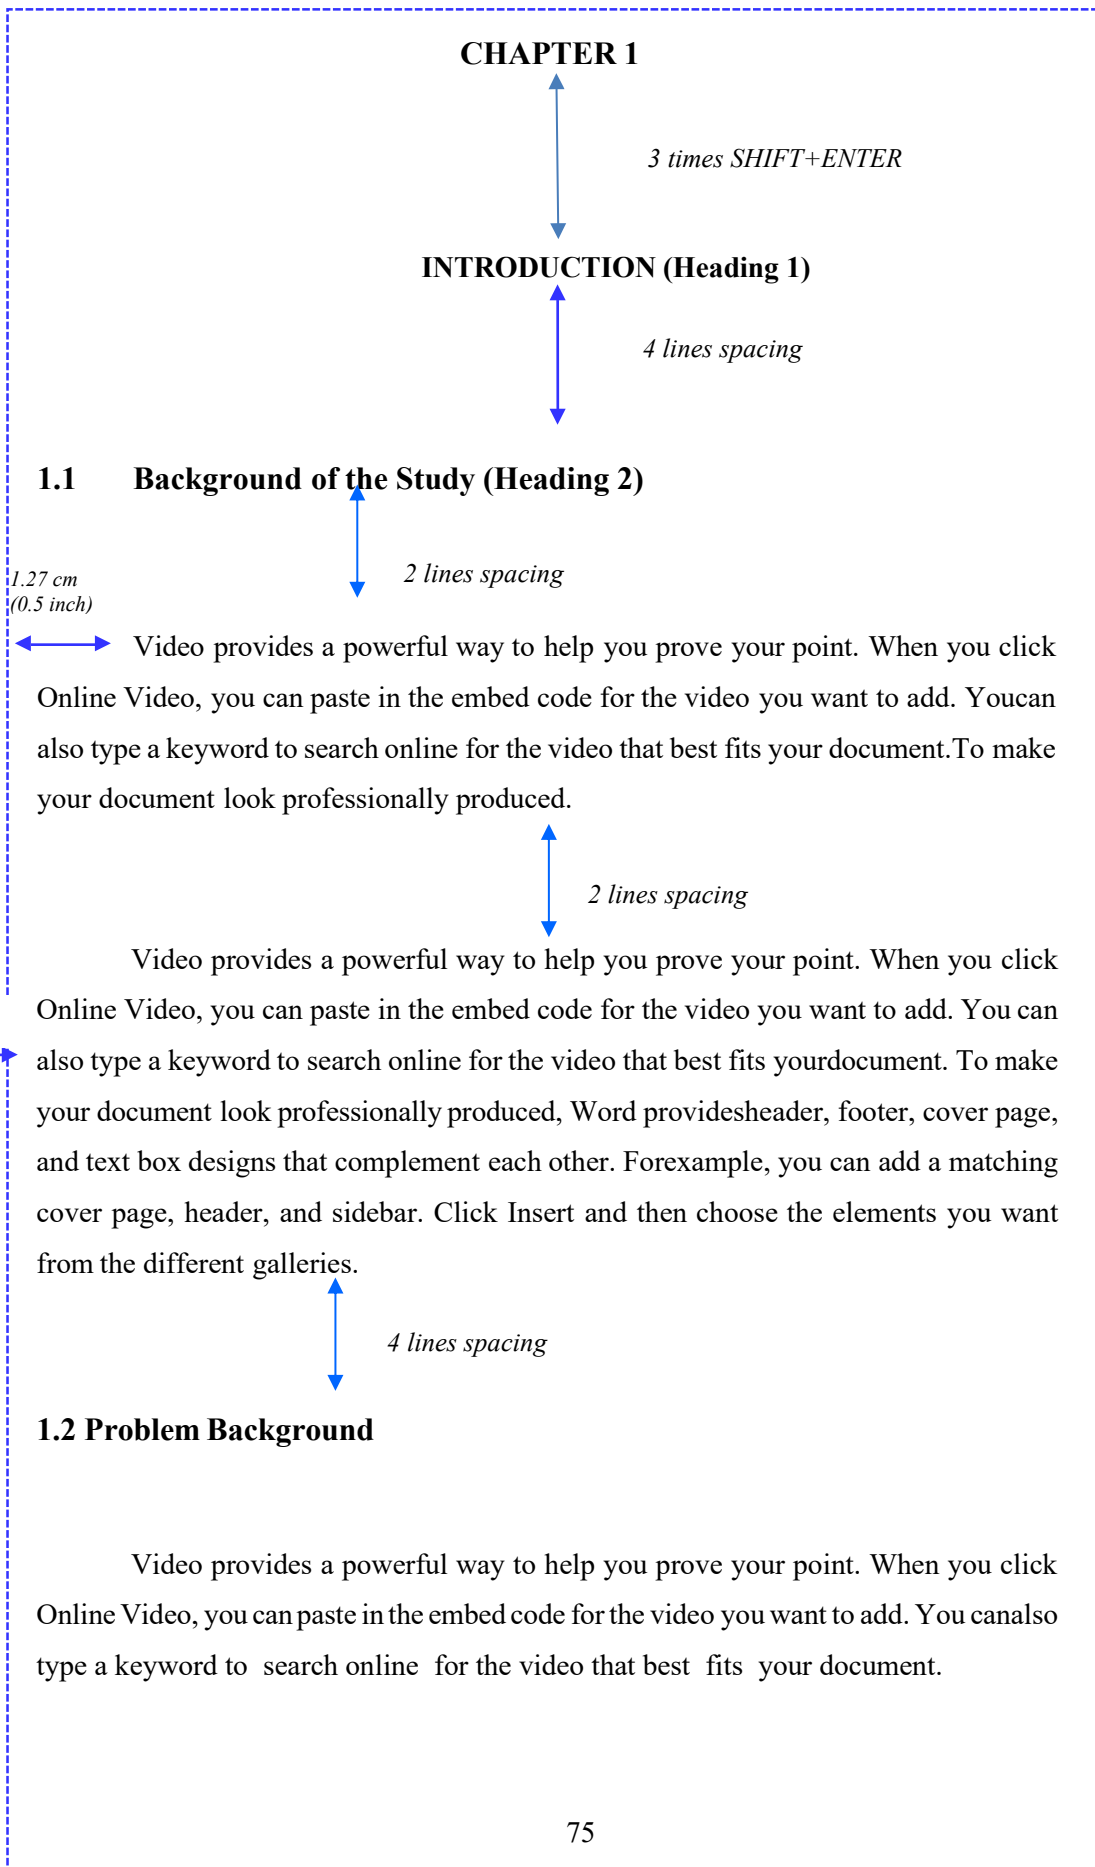 CHAPTER 1
3 times SHIFT+ENTER
INTRODUCTION (Heading 1)
4 lines spacing
1.1 Background of the Study (Heading 2)
2 lines spacing
1.27 cm
(0.5 inch)
Video provides a powerful way to help you prove your point. When you click
Online Video, you can paste in the embed code for the video you want to add. Youcan
also type a keyword to search online for the video that best fits your document.To make
your document look professionally produced.
2 lines spacing
Video provides a powerful way to help you prove your point. When you click
Online Video, you can paste in the embed code for the video you want to add. You can
also type a keyword to search online for the video that best fits yourdocument. To make
your document look professionally produced, Word providesheader, footer, cover page,
and text box designs that complement each other. Forexample, you can add a matching
cover page, header, and sidebar. Click Insert and then choose the elements you want
from the different galleries.
4 lines spacing
1.2 Problem Background
Video provides a powerful way to help you prove your point. When you click
Online Video, you can paste in the embed code for the video you want to add. You canalso
type a keyword to search online for the video that best fits your document.
75